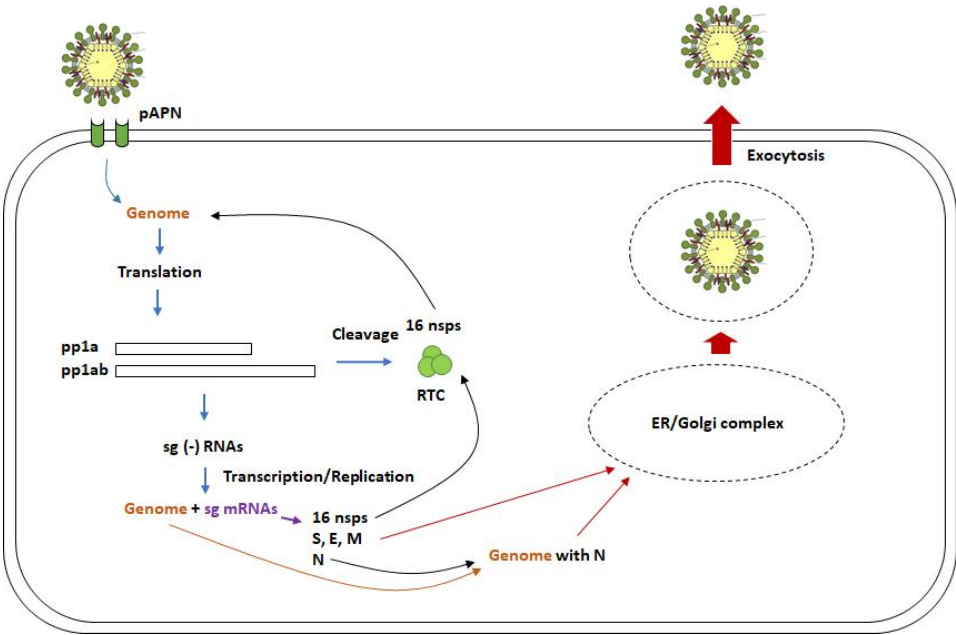 pAPN
Exocytosis
Genome
Translation
Cleavage
16 nsps
pp1a
pp1ab
RTC
ER/Golgi complex
sg (-) RNAs
Transcription/Replication
Genome + sg mRNAs
16 nsps
S, E, M
N
Genome with N